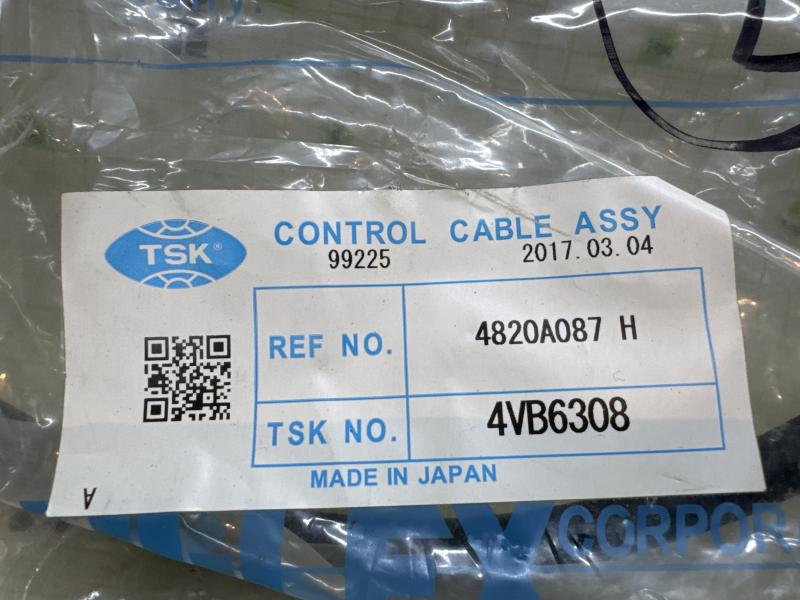 TSK®
CONTROL CABLE ASSY
99225 2017.03.04
REF NO. 4820A087 H
TSK NO. 4VB6308
MADE IN JAPAN
A